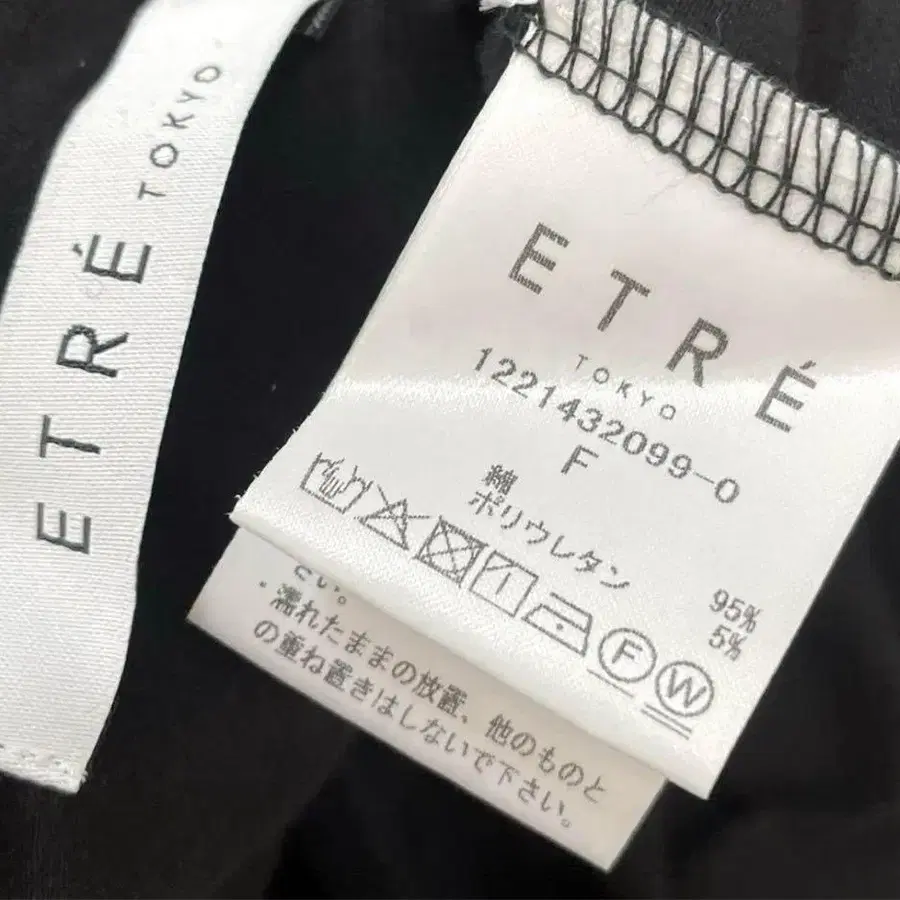 ETRÉ TOKYO
ETRÉ
TOKYO
1221432099-0
F
綿 95%
ポリウレタン 5%
F W
さい。
・濡れたままの放置、他のものと
の重ね置きはしないで下さい。